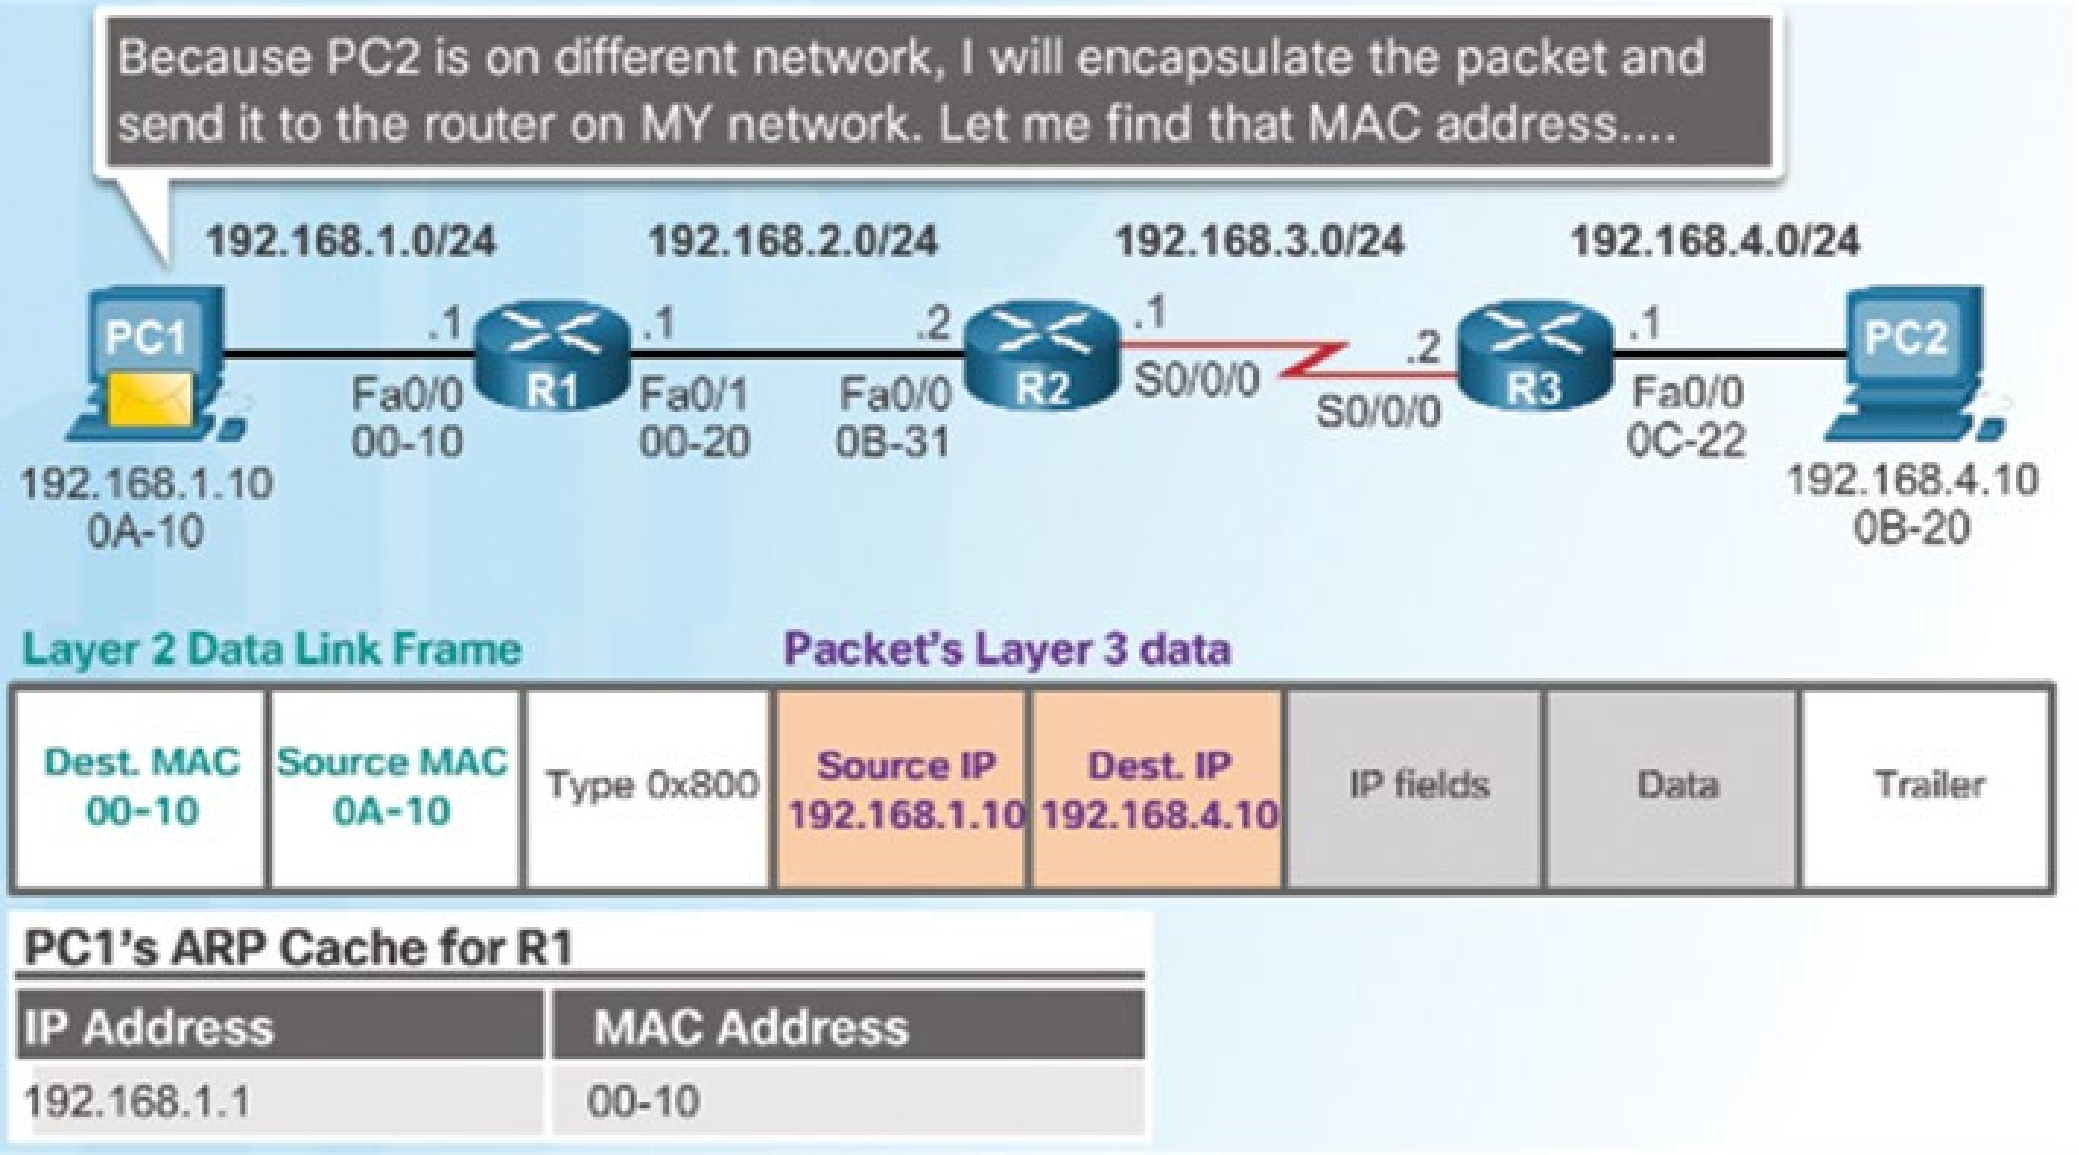 Because PC2 is on different network, I will encapsulate the packet and
send it to the router on MY network. Let me find that MAC address....
192.168.1.0/24
192.168.2.0/24
192.168.3.0/24
192.168.4.0/24
PC1
.1
R1
.1
.2
R2
.1
.2
R3
.1
PC2
Fa0/0
00-10
Fa0/1
00-20
Fa0/0
0B-31
S0/0/0
S0/0/0
Fa0/0
0C-22
192.168.1.10
0A-10
192.168.4.10
0B-20
Layer 2 Data Link Frame
Packet's Layer 3 data
Dest. MAC
00-10
Source MAC
0A-10
Type 0x800
Source IP
192.168.1.10
Dest. IP
192.168.4.10
IP fields
Data
Trailer
PC1's ARP Cache for R1
IP Address
MAC Address
192.168.1.1
00-10